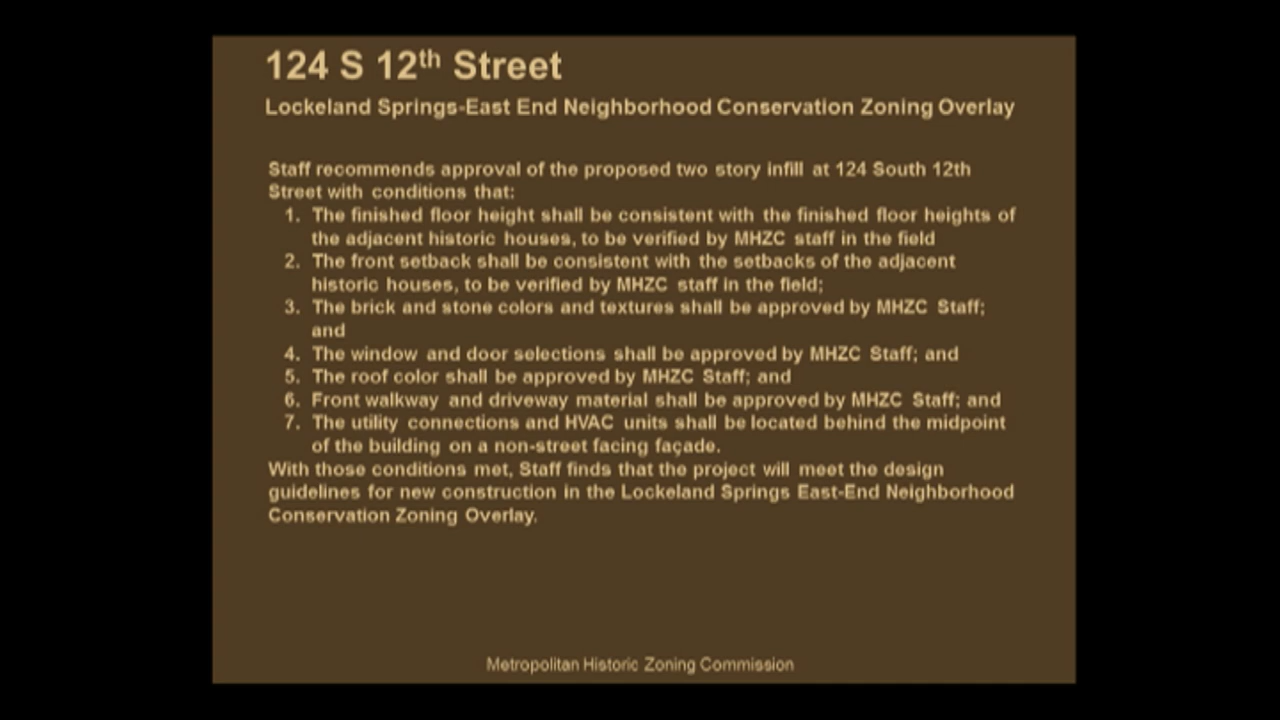 124 S 12th Street
Lockeland Springs-East End Neighborhood Conservation Zoning Overlay
Staff recommends approval of the proposed two story infill at 124 South 12th
Street with conditions that:
1. The finished floor height shall be consistent with the finished floor heights of
the adjacent historic houses, to be verified by MHZC staff in the field
2. The front setback shall be consistent with the setbacks of the adjacent
historic houses, to be verified by MHZC staff in the field;
3. The brick and stone colors and textures shall be approved by MHZC Staff;
and
4. The window and door selections shall be approved by MHZC Staff; and
5. The roof color shall be approved by MHZC Staff; and
6. Front walkway and driveway material shall be approved by MHZC Staff; and
7. The utility connections and HVAC units shall be located behind the midpoint
of the building on a non-street facing façade.
With those conditions met, Staff finds that the project will meet the design
guidelines for new construction in the Lockeland Springs East-End Neighborhood
Conservation Zoning Overlay.
Metropolitan Historic Zoning Commission